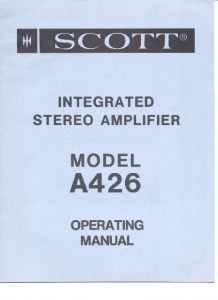 SCOTT®
INTEGRATED
STEREO AMPLIFIER
MODEL
A426
OPERATING
MANUAL